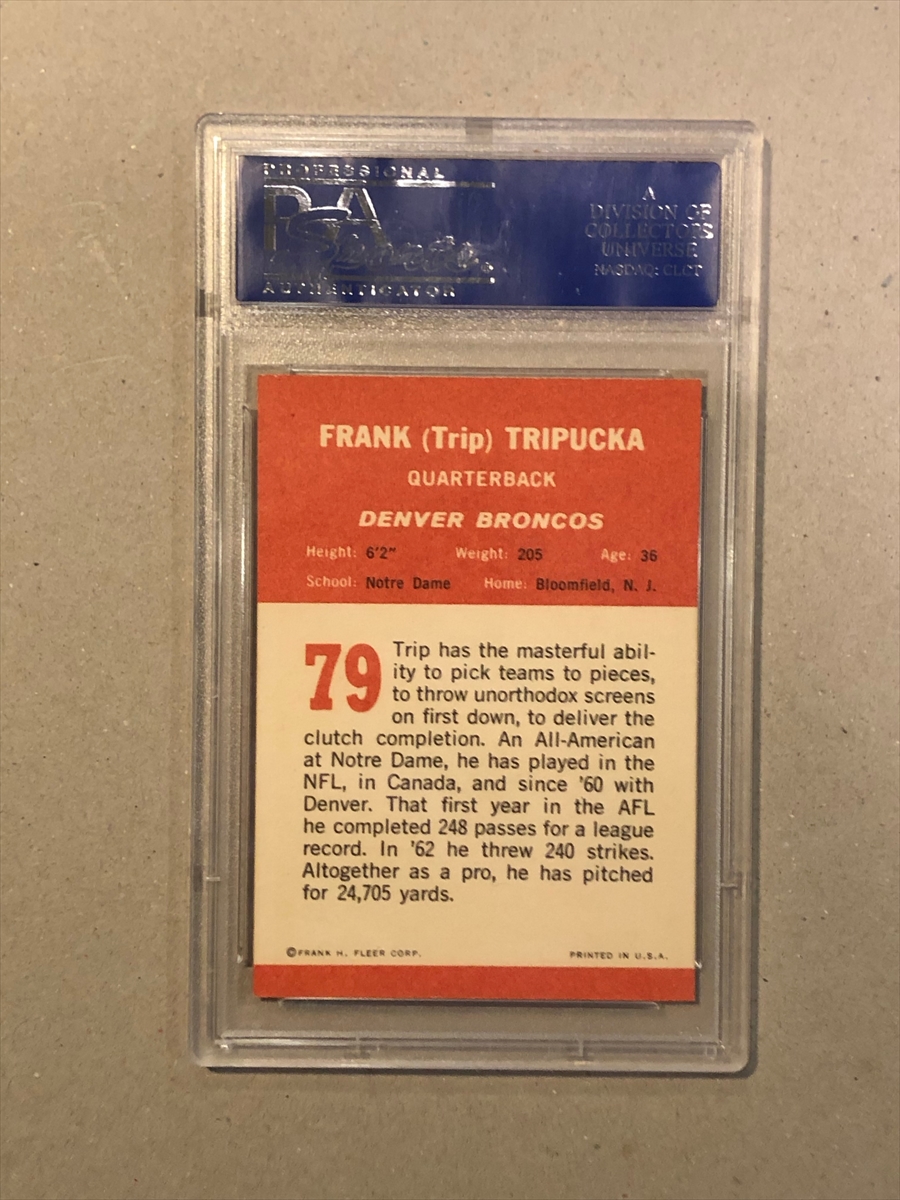 PROFESSIONAL
PSA
AUTHENTICATOR
A
DIVISION OF
COLLECTORS
UNIVERSE
NASDAQ: CLCT
FRANK (Trip) TRIPUCKA
QUARTERBACK
DENVER BRONCOS
Height: 6'2" Weight: 205 Age: 36
School: Notre Dame Home: Bloomfield, N. J.
79
Trip has the masterful abil-
ity to pick teams to pieces,
to throw unorthodox screens
on first down, to deliver the
clutch completion. An All-American
at Notre Dame, he has played in the
NFL, in Canada, and since '60 with
Denver. That first year in the AFL
he completed 248 passes for a league
record. In '62 he threw 240 strikes.
Altogether as a pro, he has pitched
for 24,705 yards.
©FRANK H. FLEER CORP. PRINTED IN U.S.A.